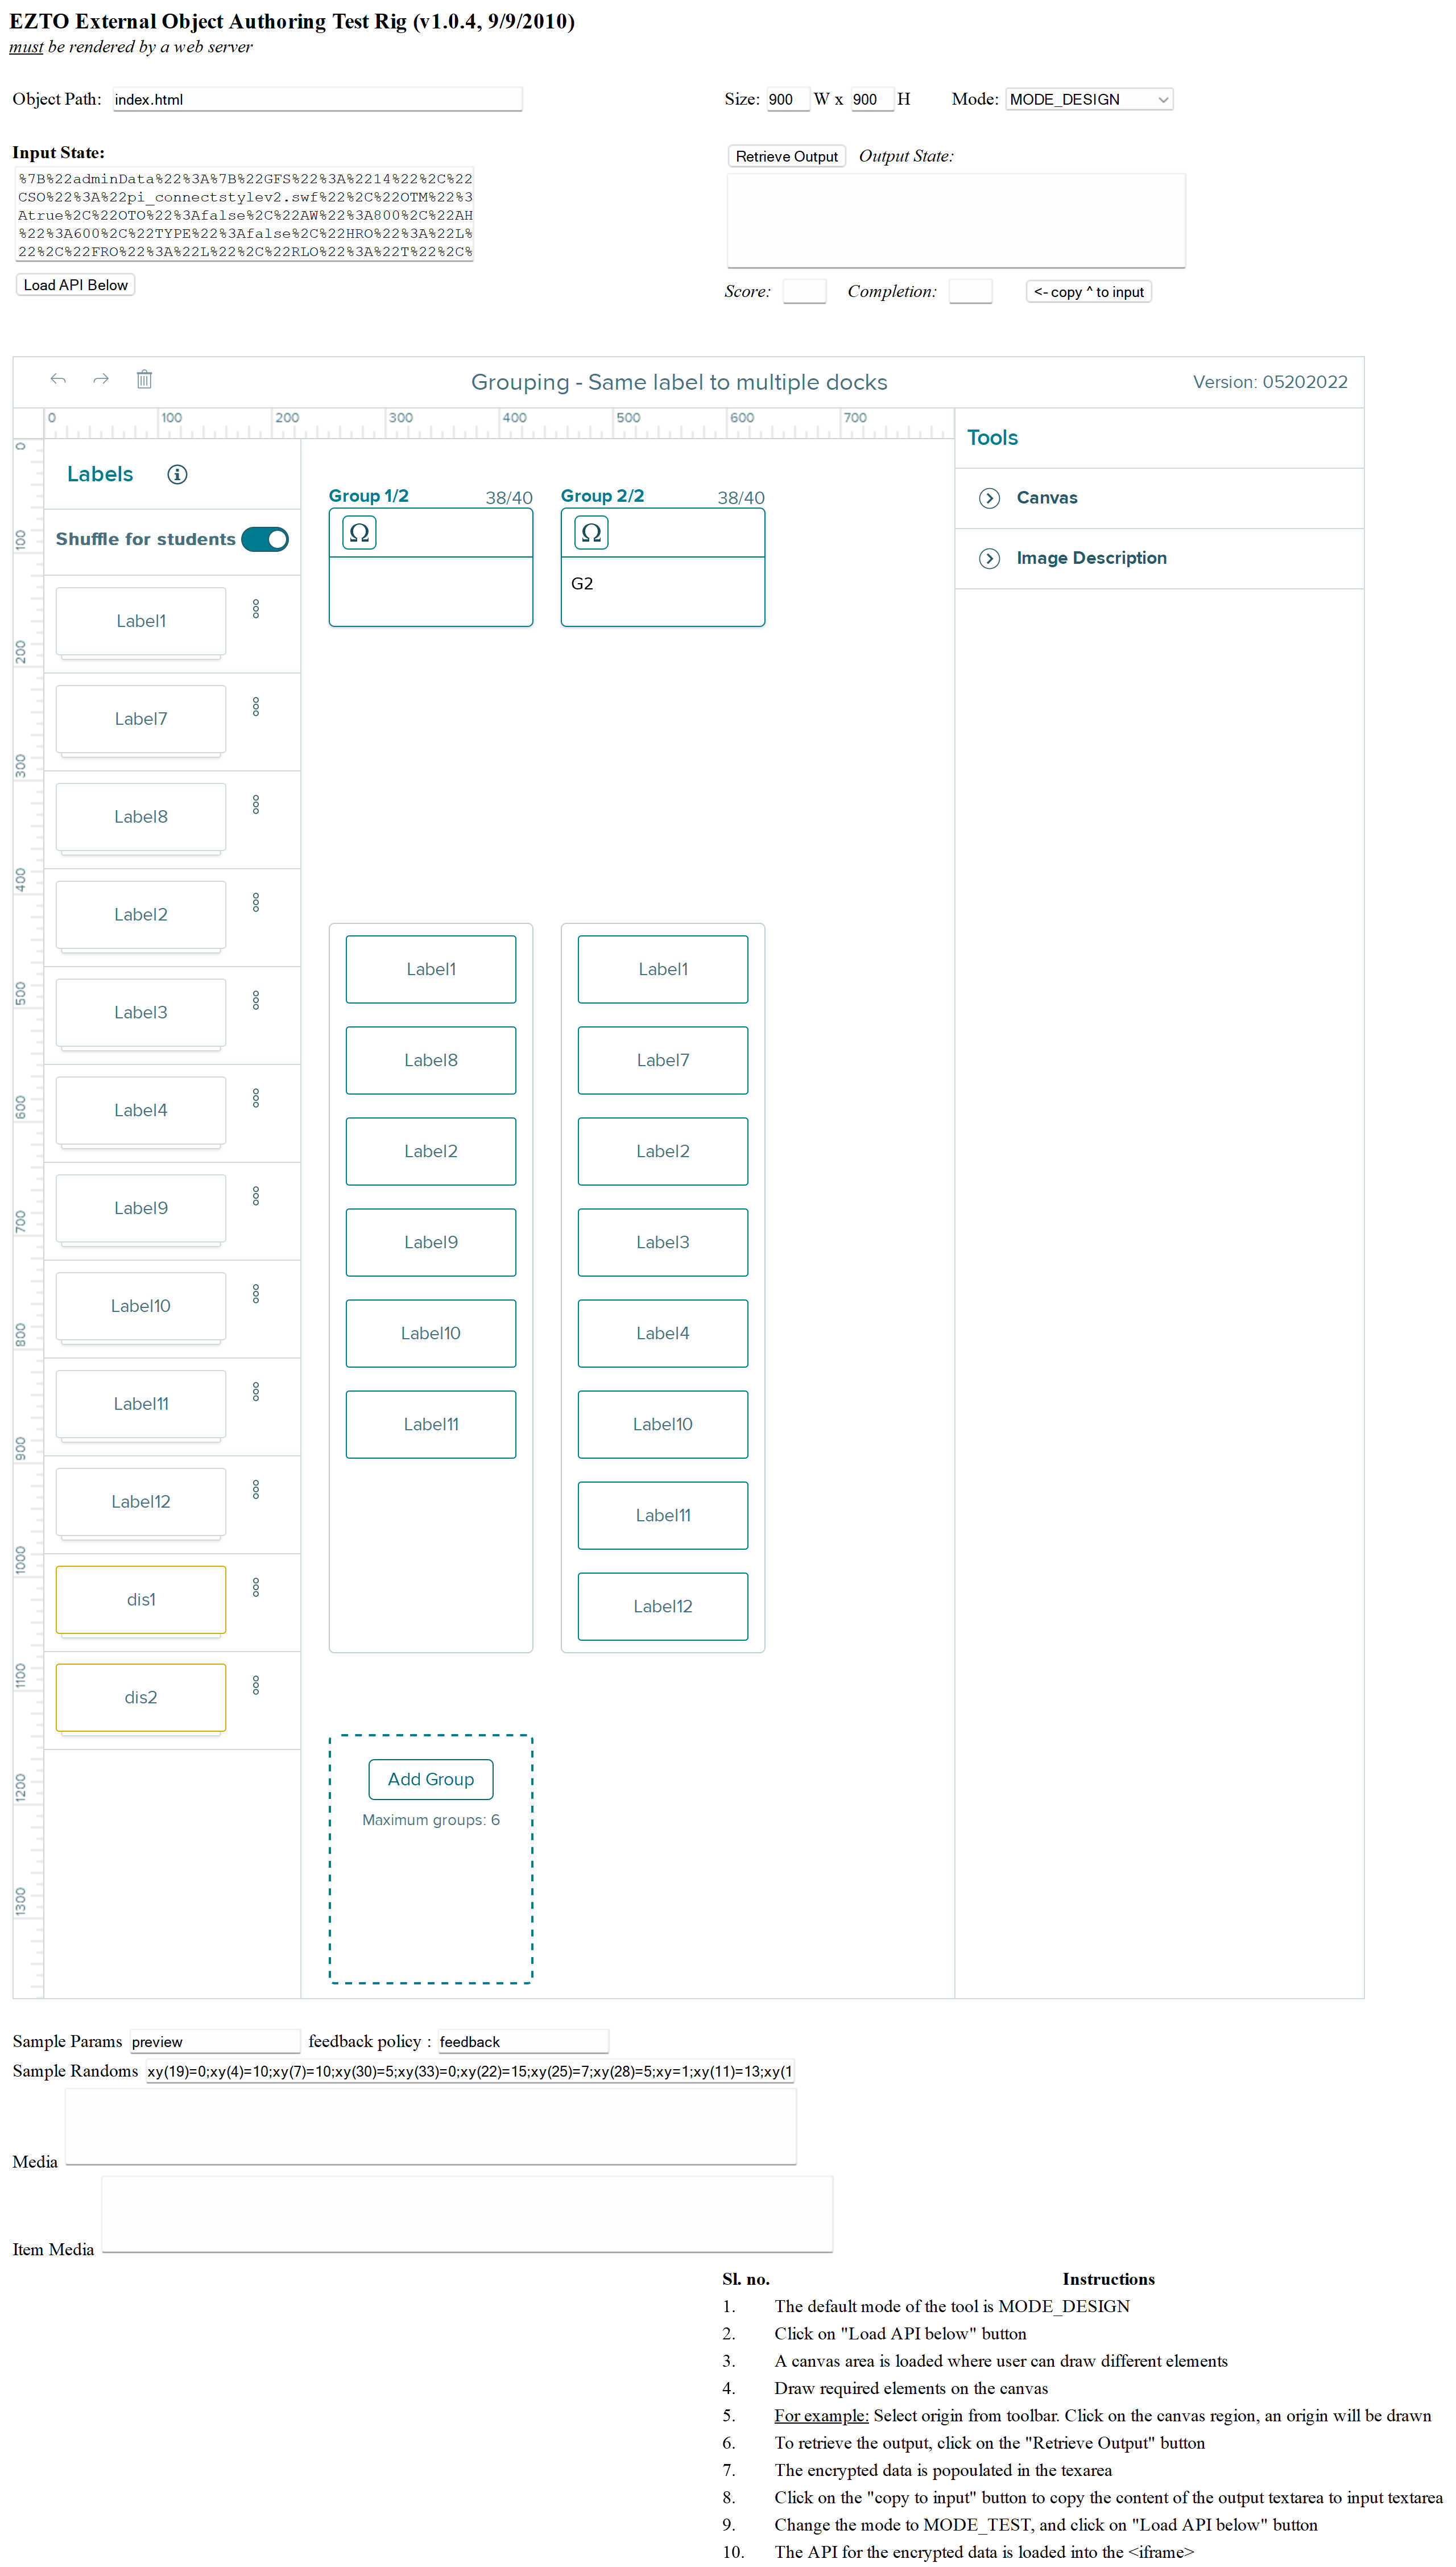 EZTO External Object Authoring Test Rig (v1.0.4, 9/9/2010)
must be rendered by a web server
Object Path: index.html
Size: 900 W x 900 H Mode: MODE_DESIGN
Input State:
%7B%22adminData%22%3A%7B%22GFS%22%3A%2214%22%2C%22
CSO%22%3A%22pi_connectstylev2.swf%22%2C%22OTM%22%3
Atrue%2C%22OTO%22%3Afalse%2C%22AW%22%3A800%2C%22AH
%22%3A600%2C%22TYPE%22%3Afalse%2C%22HRO%22%3A%22L%
22%2C%22FRO%22%3A%22L%22%2C%22RLO%22%3A%22T%22%2C%
Load API Below
Retrieve Output Output State:
Score: Completion: <- copy ^ to input
Grouping - Same label to multiple docks
Version: 05202022
0 100 200 300 400 500 600 700
0
100
200
300
400
500
600
700
800
900
1000
1100
1200
1300
Labels
Shuffle for students
Label1
Label7
Label8
Label2
Label3
Label4
Label9
Label10
Label11
Label12
dis1
dis2
Group 1/2 38/40
Ω
Group 2/2 38/40
Ω
G2
Label1
Label8
Label2
Label9
Label10
Label11
Label1
Label7
Label2
Label3
Label4
Label10
Label11
Label12
Add Group
Maximum groups: 6
Tools
Canvas
Image Description
Sample Params preview feedback policy : feedback
Sample Randoms xy(19)=0;xy(4)=10;xy(7)=10;xy(30)=5;xy(33)=0;xy(22)=15;xy(25)=7;xy(28)=5;xy=1;xy(11)=13;xy(1
Media
Item Media
Sl. no. Instructions
1. The default mode of the tool is MODE_DESIGN
2. Click on "Load API below" button
3. A canvas area is loaded where user can draw different elements
4. Draw required elements on the canvas
5. For example: Select origin from toolbar. Click on the canvas region, an origin will be drawn
6. To retrieve the output, click on the "Retrieve Output" button
7. The encrypted data is popoulated in the texarea
8. Click on the "copy to input" button to copy the content of the output textarea to input textarea
9. Change the mode to MODE_TEST, and click on "Load API below" button
10. The API for the encrypted data is loaded into the <iframe>